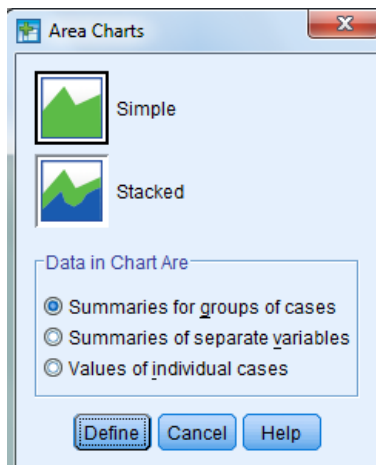 Area Charts
Simple
Stacked
Data in Chart Are
Summaries for groups of cases
Summaries of separate variables
Values of individual cases
Define Cancel Help